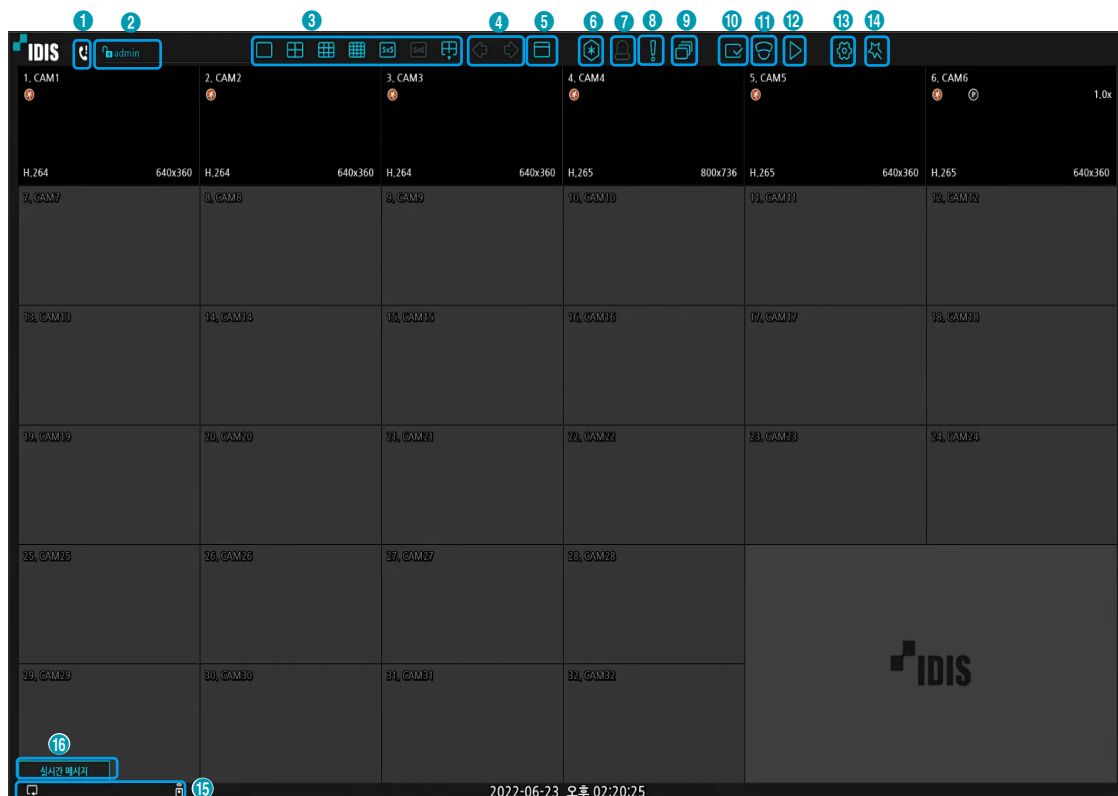 1 2 3 4 5 6 7 8 9 10 11 12 13 14
IDIS admin 5x5 6x6
1, CAM1 2, CAM2 3, CAM3 4, CAM4 5, CAM5 6, CAM6
P 1.0x
H.264 640x360 H.264 640x360 H.264 640x360 H.265 800x736 H.265 640x360 H.265 640x360
7, CAM7 8, CAM8 9, CAM9 10, CAM10 11, CAM11 12, CAM12
13, CAM13 14, CAM14 15, CAM15 16, CAM16 17, CAM17 18, CAM18
19, CAM19 20, CAM20 21, CAM21 22, CAM22 23, CAM23 24, CAM24
25, CAM25 26, CAM26 27, CAM27 28, CAM28
IDIS
29, CAM29 30, CAM30 31, CAM31 32, CAM32
16
실시간 메시지
15
2022-06-23 오후 02:20:25